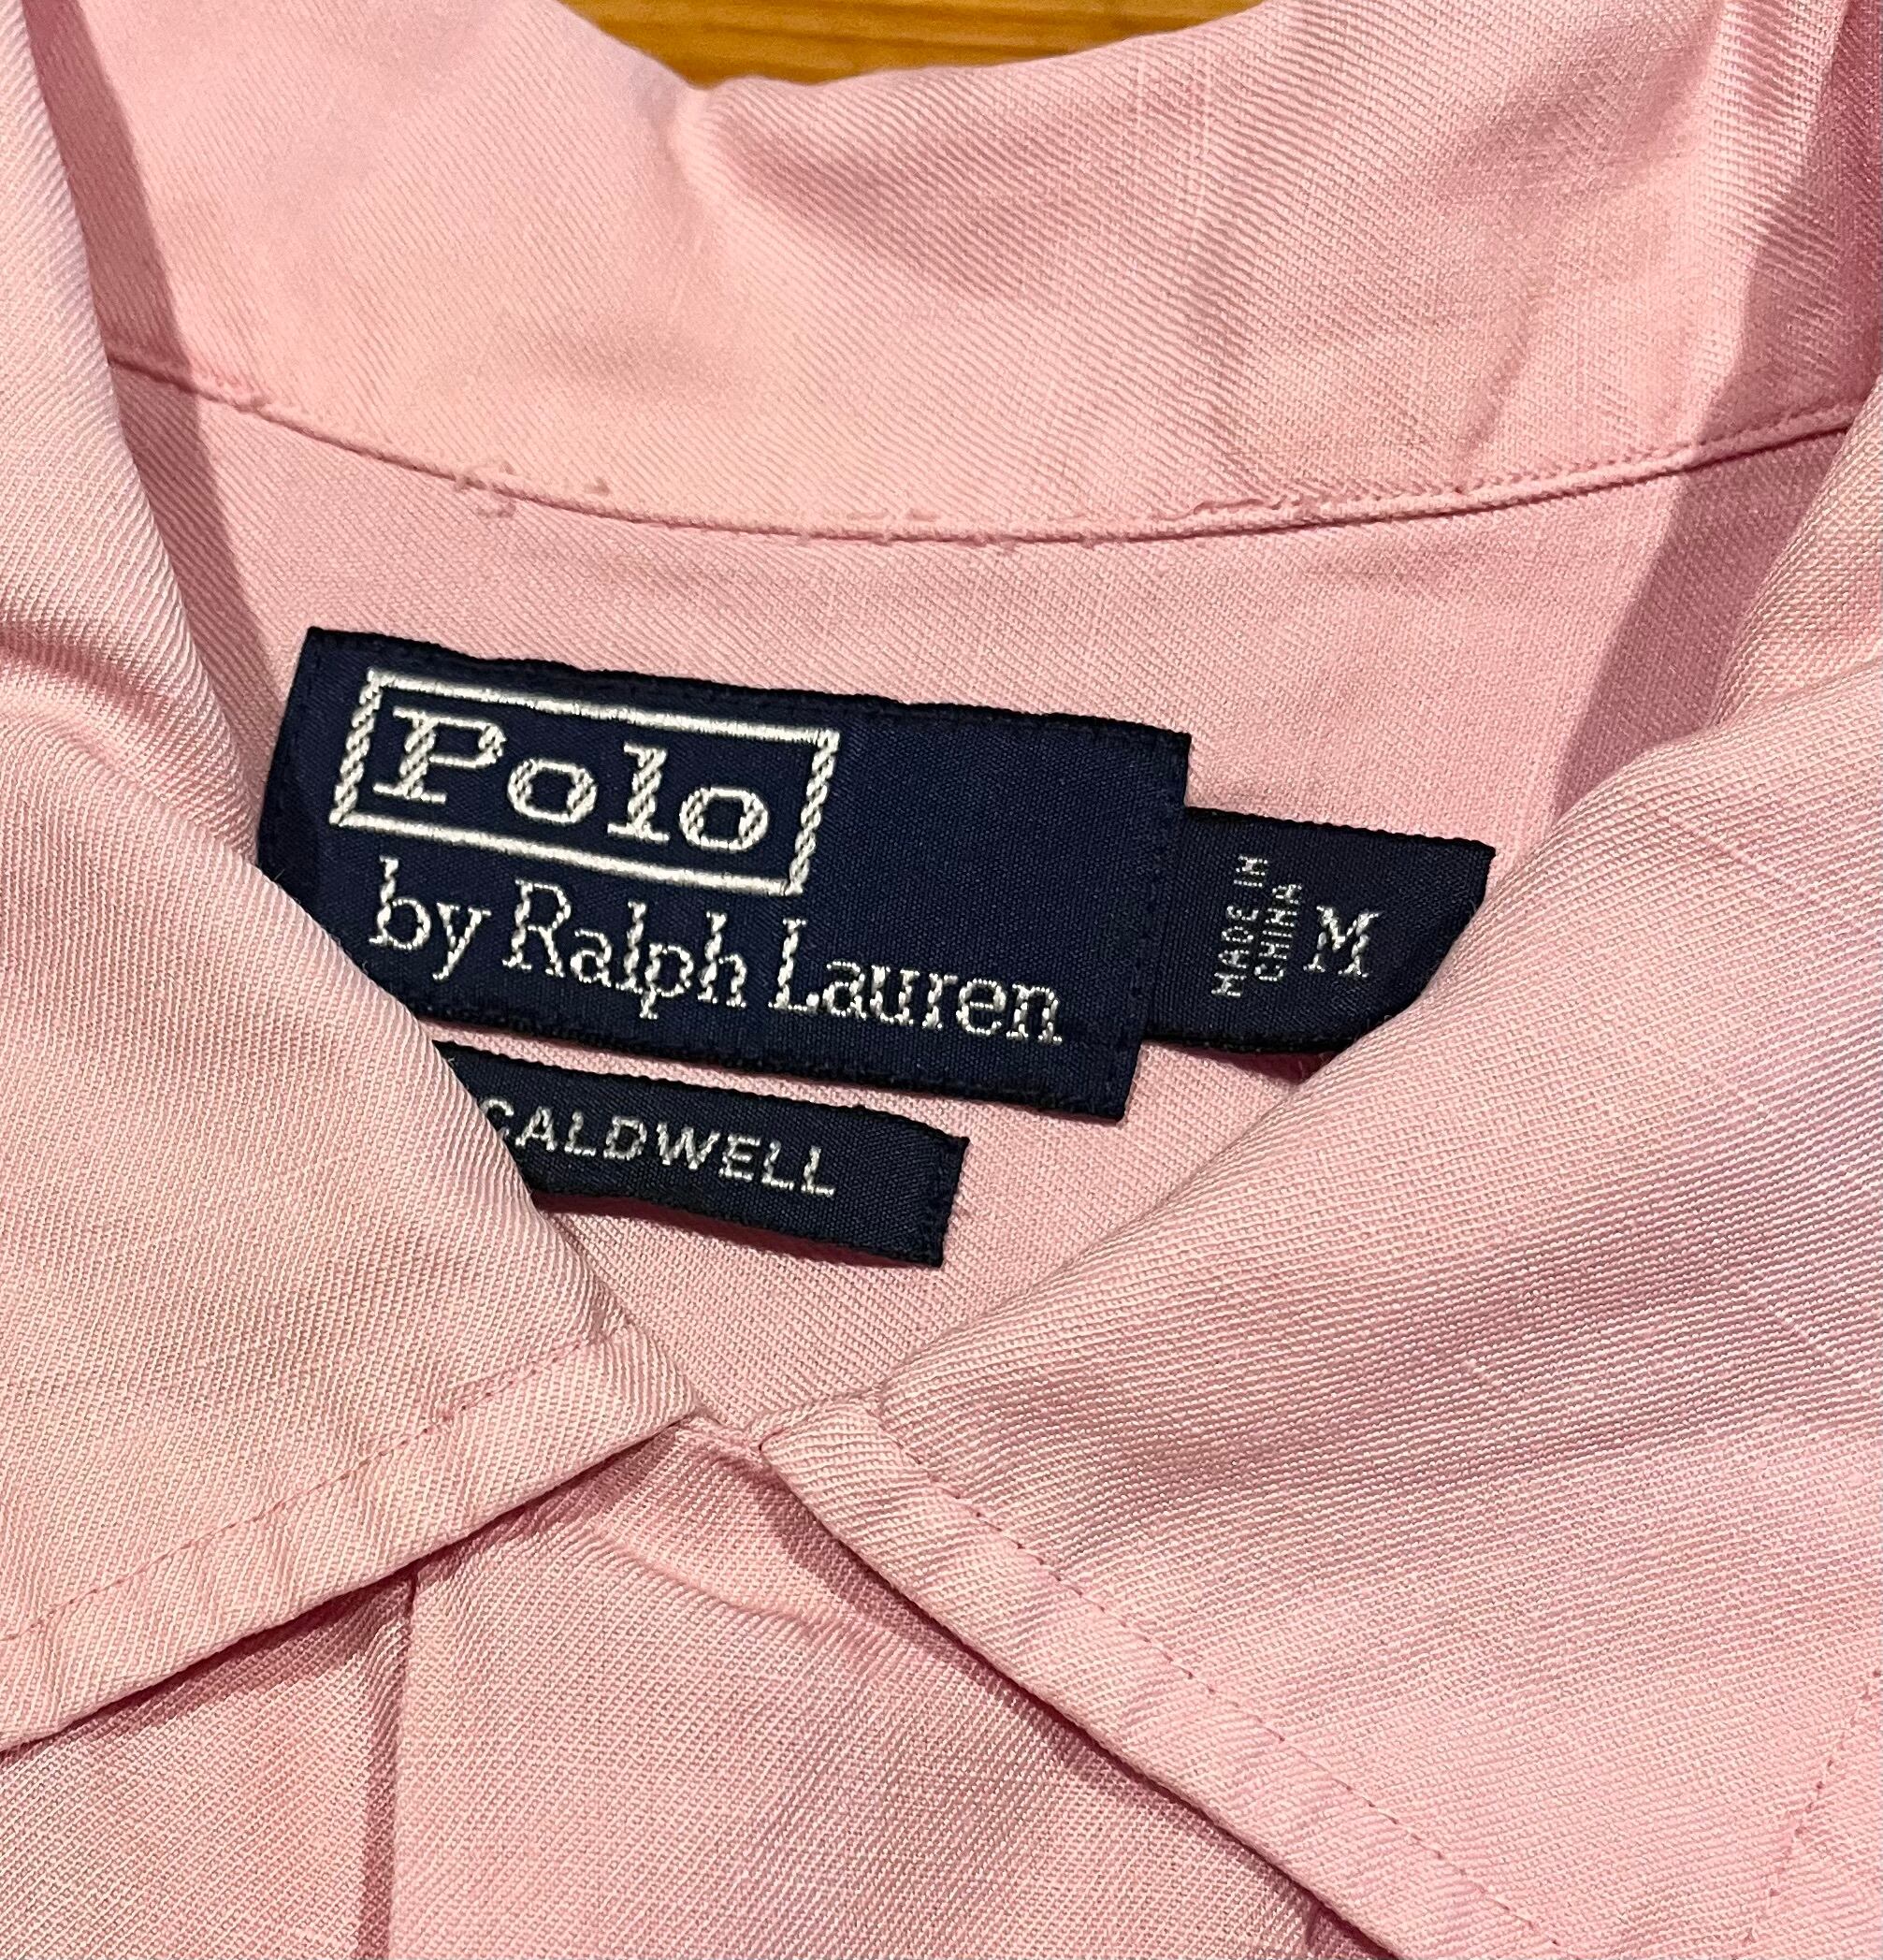 Polo
by Ralph Lauren
MADE IN
CHINA
M
CALDWELL